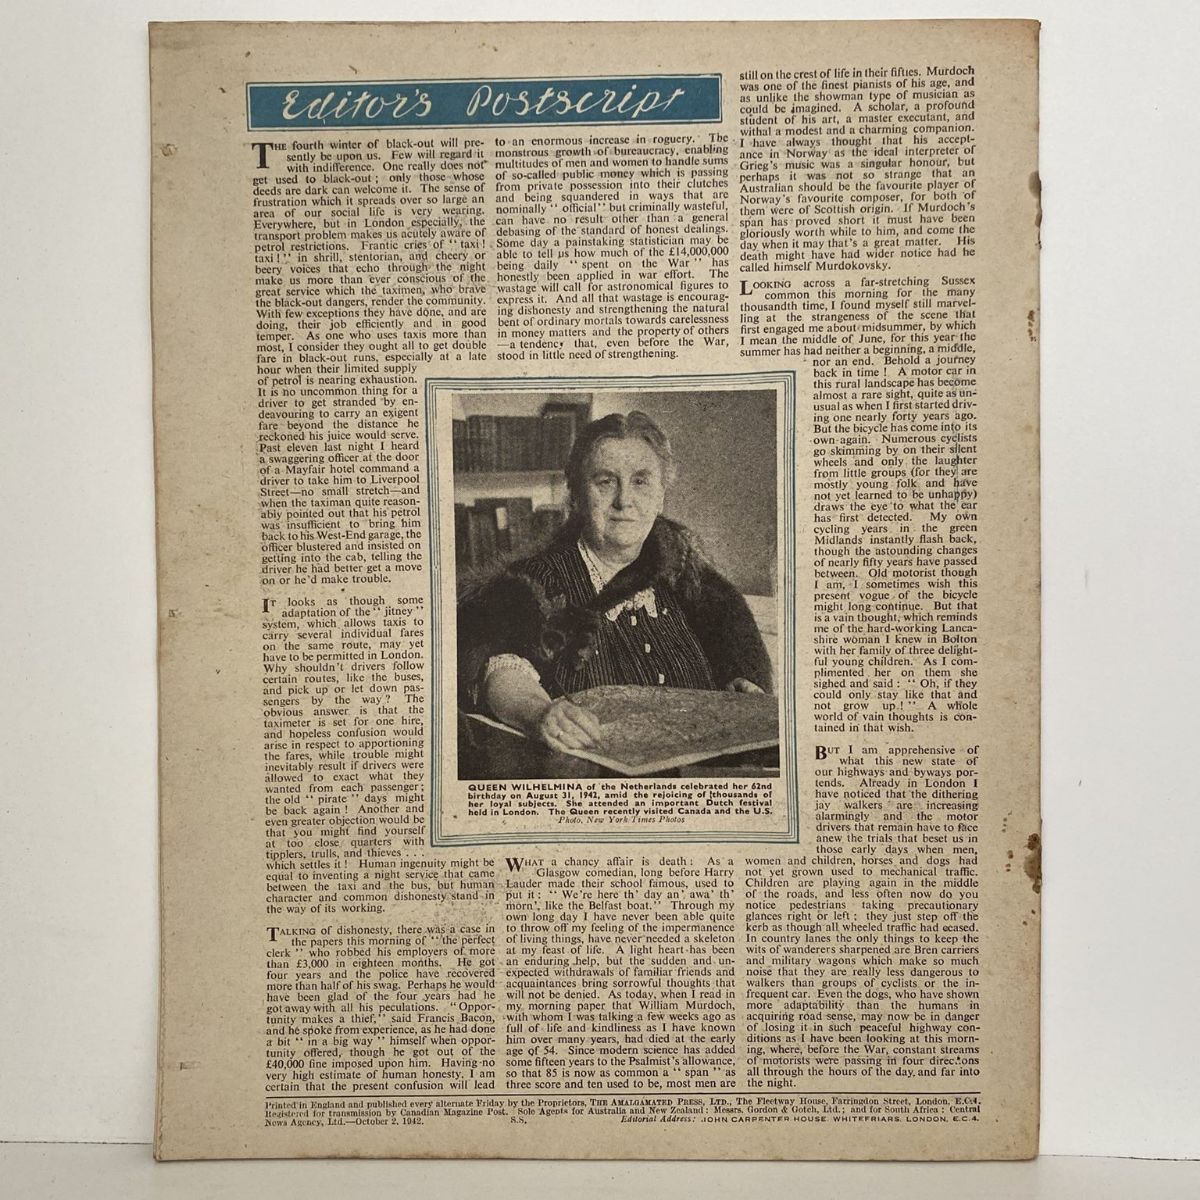 Editor's Postscript
THE fourth winter of black-out will pre-
sently be upon us. Few will regard it
with indifference. One really does not
get used to black-out; only those whose
deeds are dark can welcome it. The sense of
frustration which it spreads over so large an
area of our social life is very wearing.
Everywhere, but in London especially, the
transport problem makes us acutely aware of
petrol restrictions. Frantic cries of “ taxi !
taxi ! ” in shrill, stentorian, and cheery or
beery voices that echo through the night
make us more than ever conscious of the
great service which the taximen, who brave
the black-out dangers, render the community.
With few exceptions they have done, and are
doing, their job efficiently and in good
temper. As one who uses taxis more than
most, I consider they ought all to get double
fare in black-out runs, especially at a late
hour when their limited supply
of petrol is nearing exhaustion.
It is no uncommon thing for a
driver to get stranded by en-
deavouring to carry an exigent
fare beyond the distance he
reckoned his juice would serve.
Past eleven last night I heard
a swaggering officer at the door
of a Mayfair hotel command a
driver to take him to Liverpool
Street—no small stretch—and
when the taximan quite reason-
ably pointed out that his petrol
was insufficient to bring him
back to his West-End garage, the
officer blustered and insisted on
getting into the cab, telling the
driver he had better get a move
on or he'd make trouble.
IT looks as though some
adaptation of the “ jitney ”
system, which allows taxis to
carry several individual fares
on the same route, may yet
have to be permitted in London.
Why shouldn't drivers follow
certain routes, like the buses,
and pick up or let down pas-
sengers by the way ? The
obvious answer is that the
taximeter is set for one hire,
and hopeless confusion would
arise in respect to apportioning
the fares, while trouble might
inevitably result if drivers were
allowed to exact what they
wanted from each passenger;
the old “ pirate ” days might
be back again ! Another and
even greater objection would be
that you might find yourself
at too close quarters with
tipplers, trulls, and thieves . . .
which settles it ! Human ingenuity might be
equal to inventing a night service that came
between the taxi and the bus, but human
character and common dishonesty stand in
the way of its working.
TALKING of dishonesty, there was a case in
the papers this morning of “ the perfect
clerk ” who robbed his employers of more
than £3,000 in eighteen months. He got
four years and the police have recovered
more than half of his swag. Perhaps he would
have been glad of the four years had he
got away with all his peculations. “ Oppor-
tunity makes a thief,” said Francis Bacon,
and he spoke from experience, as he had done
a bit “ in a big way ” himself when oppor-
tunity offered, though he got out of the
£40,000 fine imposed upon him. Having no
very high estimate of human honesty, I am
certain that the present confusion will lead
to an enormous increase in roguery. The
monstrous growth of bureaucracy, enabling
multitudes of men and women to handle sums
of so-called public money which is passing
from private possession into their clutches
and being squandered in ways that are
nominally “ official ” but criminally wasteful,
can have no result other than a general
debasing of the standard of honest dealings.
Some day a painstaking statistician may be
able to tell us how much of the £14,000,000
being daily “ spent on the War ” has
honestly been applied in war effort. The
wastage will call for astronomical figures to
express it. And all that wastage is encourag-
ing dishonesty and strengthening the natural
bent of ordinary mortals towards carelessness
in money matters and the property of others
—a tendency that, even before the War,
stood in little need of strengthening.
QUEEN WILHELMINA of the Netherlands celebrated her 62nd
birthday on August 31, 1942, amid the rejoicing of thousands of
her loyal subjects. She attended an important Dutch festival
held in London. The Queen recently visited Canada and the U.S.
Photo, New York Times Photos
WHAT a chancy affair is death : As a
Glasgow comedian, long before Harry
Lauder made their school famous, used to
put it : “ We're here th' day an' awa' th'
morn', like the Belfast boat.” Through my
own long day I have never been able quite
to throw off my feeling of the impermanence
of living things, have never needed a skeleton
at my feast of life. A light heart has been
an enduring help, but the sudden and un-
expected withdrawals of familiar friends and
acquaintances bring sorrowful thoughts that
will not be denied. As today, when I read in
my morning paper that William Murdoch,
with whom I was talking a few weeks ago as
full of life and kindliness as I have known
him over many years, had died at the early
age of 54. Since modern science has added
some fifteen years to the Psalmist's allowance,
so that 85 is now as common a “ span ” as
three score and ten used to be, most men are
still on the crest of life in their fifties. Murdoch
was one of the finest pianists of his age, and
as unlike the showman type of musician as
could be imagined. A scholar, a profound
student of his art, a master executant, and
withal a modest and a charming companion.
I have always thought that his accept-
ance in Norway as the ideal interpreter of
Grieg's music was a singular honour, but
perhaps it was not so strange that an
Australian should be the favourite player of
Norway's favourite composer, for both of
them were of Scottish origin. If Murdoch's
span has proved short it must have been
gloriously worth while to him, and come the
day when it may that's a great matter. His
death might have had wider notice had he
called himself Murdokovsky.
LOOKING across a far-stretching Sussex
common this morning for the many
thousandth time, I found myself still marvel-
ling at the strangeness of the scene that
first engaged me about midsummer, by which
I mean the middle of June, for this year the
summer has had neither a beginning, a middle,
nor an end. Behold a journey
back in time ! A motor car in
this rural landscape has become
almost a rare sight, quite as un-
usual as when I first started driv-
ing one nearly forty years ago.
But the bicycle has come into its
own again. Numerous cyclists
go skimming by on their silent
wheels and only the laughter
from little groups (for they are
mostly young folk and have
not yet learned to be unhappy)
draws the eye to what the ear
has first detected. My own
cycling years in the green
Midlands instantly flash back,
though the astounding changes
of nearly fifty years have passed
between. Old motorist though
I am, I sometimes wish this
present vogue of the bicycle
might long continue. But that
is a vain thought, which reminds
me of the hard-working Lanca-
shire woman I knew in Bolton
with her family of three delight-
ful young children. As I com-
plimented her on them she
sighed and said : “ Oh, if they
could only stay like that and
not grow up ! ” A whole
world of vain thoughts is con-
tained in that wish.
BUT I am apprehensive of
what this new state of
our highways and byways por-
tends. Already in London I
have noticed that the dithering
jay walkers are increasing
alarmingly and the motor
drivers that remain have to face
anew the trials that beset us in
those early days when men,
women and children, horses and dogs had
not yet grown used to mechanical traffic.
Children are playing again in the middle
of the roads, and less often now do you
notice pedestrians taking precautionary
glances right or left ; they just step off the
kerb as though all wheeled traffic had ceased.
In country lanes the only things to keep the
wits of wanderers sharpened are Bren carriers
and military wagons which make so much
noise that they are really less dangerous to
walkers than groups of cyclists or the in-
frequent car. Even the dogs, who have shown
more adaptability than the humans in
acquiring road sense, may now be in danger
of losing it in such peaceful highway con-
ditions as I have been looking at this morn-
ing, where, before the War, constant streams
of motorists were passing in four directions
all through the hours of the day, and far into
the night.
Printed in England and published every alternate Friday by the Proprietors, THE AMALGAMATED PRESS, LTD., The Fleetway House, Farringdon Street, London, E.C.4.
Registered for transmission by Canadian Magazine Post. Sole Agents for Australia and New Zealand : Messrs. Gordon & Gotch, Ltd.; and for South Africa : Central
News Agency, Ltd.—October 2, 1942. S.S. Editorial Address: JOHN CARPENTER HOUSE, WHITEFRIARS, LONDON, E.C.4.